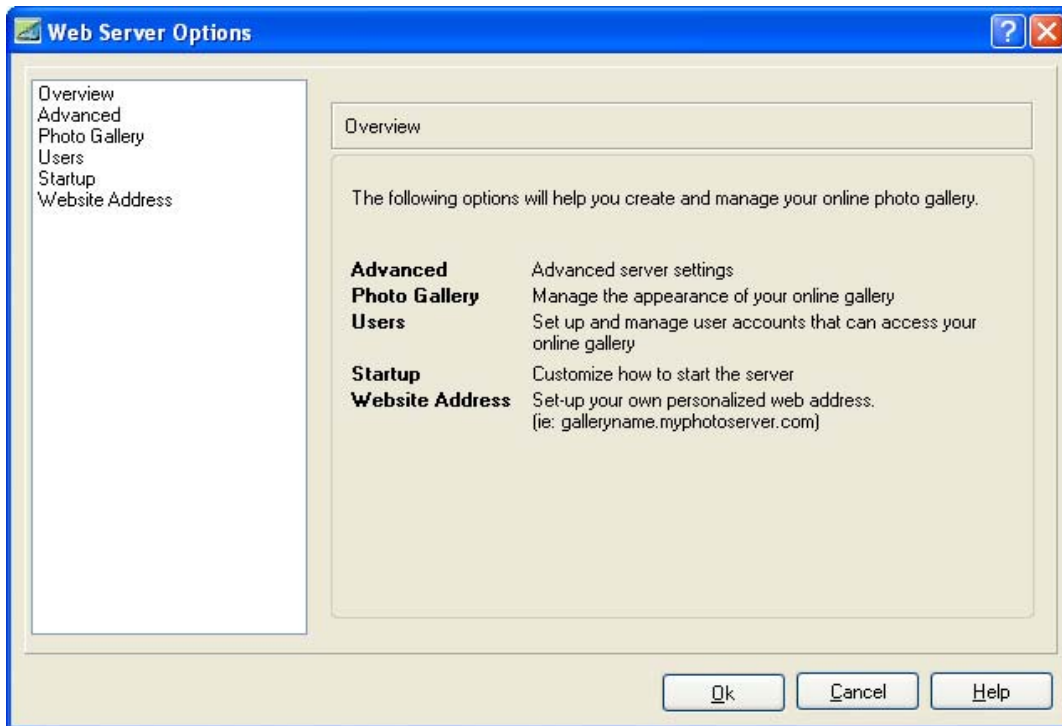 Web Server Options
Overview
Advanced
Photo Gallery
Users
Startup
Website Address
Overview
The following options will help you create and manage your online photo gallery.
Advanced Advanced server settings
Photo Gallery Manage the appearance of your online gallery
Users Set up and manage user accounts that can access your
online gallery
Startup Customize how to start the server
Website Address Set-up your own personalized web address.
(ie: galleryname.myphotoserver.com)
Ok Cancel Help